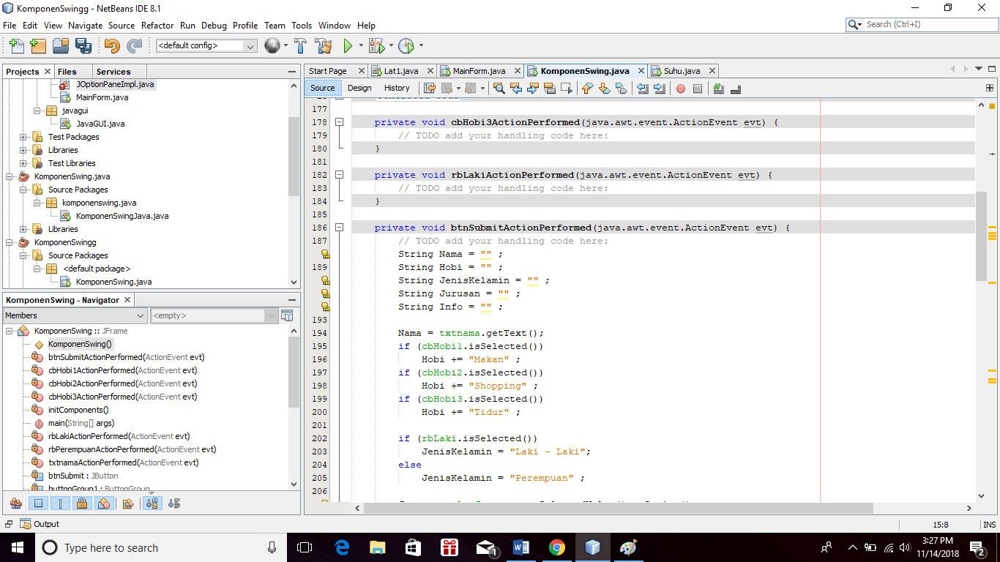 KomponenSwingg - NetBeans IDE 8.1
File Edit View Navigate Source Refactor Run Debug Profile Team Tools Window Help
Search (Ctrl+I)
<default config>
Projects Files Services
JOptionPaneImpl.java
MainForm.java
javagui
JavaGUI.java
Test Packages
Libraries
Test Libraries
KomponenSwing.java
Source Packages
komponenswing.java
KomponenSwingJava.java
Libraries
KomponenSwingg
Source Packages
<default package>
KomponenSwing.java
KomponenSwing - Navigator
Members <empty>
KomponenSwing :: JFrame
KomponenSwing()
btnSubmitActionPerformed(ActionEvent evt)
cbHobi1ActionPerformed(ActionEvent evt)
cbHobi2ActionPerformed(ActionEvent evt)
cbHobi3ActionPerformed(ActionEvent evt)
initComponents()
main(String[] args)
rbLakiActionPerformed(ActionEvent evt)
rbPerempuanActionPerformed(ActionEvent evt)
txtnamaActionPerformed(ActionEvent evt)
btnSubmit : JButton
buttonGroup1 : ButtonGroup
Start Page Lat1.java MainForm.java KomponenSwing.java Suhu.java
Source Design History
177
178 private void cbHobi3ActionPerformed(java.awt.event.ActionEvent evt) {
179 // TODO add your handling code here:
180 }
181
182 private void rbLakiActionPerformed(java.awt.event.ActionEvent evt) {
183 // TODO add your handling code here:
184 }
185
186 private void btnSubmitActionPerformed(java.awt.event.ActionEvent evt) {
187 // TODO add your handling code here:
String Nama = "" ;
189 String Hobi = "" ;
String JenisKelamin = "" ;
String Jurusan = "" ;
String Info = "" ;
193
194 Nama = txtnama.getText();
195 if (cbHobi1.isSelected())
196 Hobi += "Makan" ;
197 if (cbHobi2.isSelected())
198 Hobi += "Shopping" ;
199 if (cbHobi3.isSelected())
200 Hobi += "Tidur" ;
201
202 if (rbLaki.isSelected())
203 JenisKelamin = "Laki - Laki";
204 else
205 JenisKelamin = "Perempuan" ;
206
Output
15:8 INS
Type here to search
1
3:27 PM
11/14/2018
2